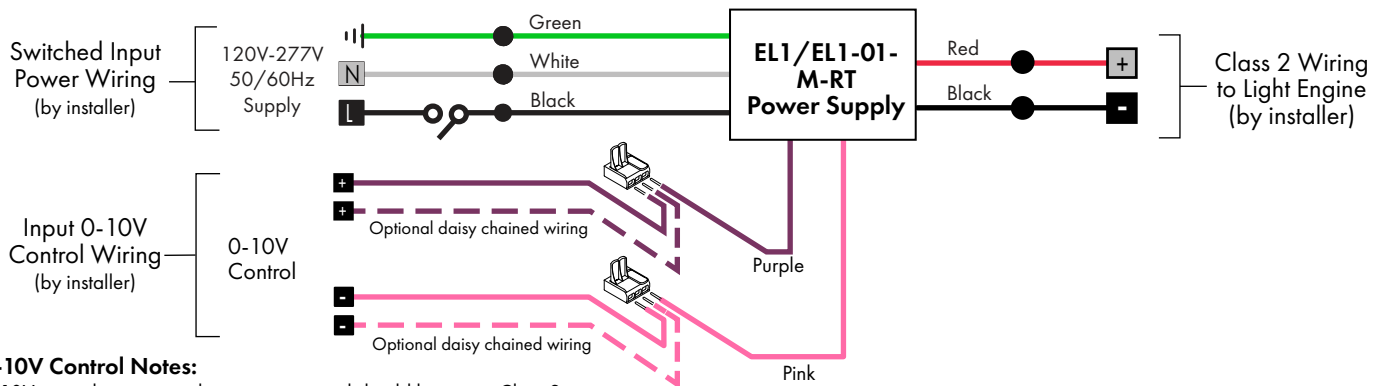 Switched Input
Power Wiring
(by installer)
120V-277V
50/60Hz
Supply
N
L
Green
White
Black
EL1/EL1-01-
M-RT
Power Supply
Red
Black
+
-
Class 2 Wiring
to Light Engine
(by installer)
Input 0-10V
Control Wiring
(by installer)
0-10V
Control
+
+
Optional daisy chained wiring
Purple
-
-
Optional daisy chained wiring
Pink
-10V Control Notes: